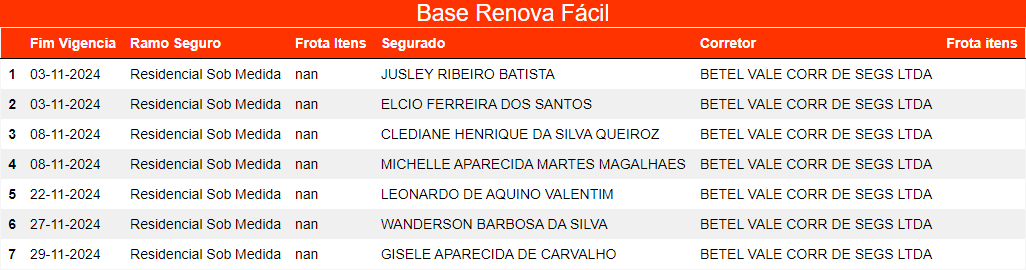 Base Renova Fácil
Fim Vigencia Ramo Seguro Frota Itens Segurado Corretor Frota itens
1 03-11-2024 Residencial Sob Medida nan JUSLEY RIBEIRO BATISTA BETEL VALE CORR DE SEGS LTDA
2 03-11-2024 Residencial Sob Medida nan ELCIO FERREIRA DOS SANTOS BETEL VALE CORR DE SEGS LTDA
3 08-11-2024 Residencial Sob Medida nan CLEDIANE HENRIQUE DA SILVA QUEIROZ BETEL VALE CORR DE SEGS LTDA
4 08-11-2024 Residencial Sob Medida nan MICHELLE APARECIDA MARTES MAGALHAES BETEL VALE CORR DE SEGS LTDA
5 22-11-2024 Residencial Sob Medida nan LEONARDO DE AQUINO VALENTIM BETEL VALE CORR DE SEGS LTDA
6 27-11-2024 Residencial Sob Medida nan WANDERSON BARBOSA DA SILVA BETEL VALE CORR DE SEGS LTDA
7 29-11-2024 Residencial Sob Medida nan GISELE APARECIDA DE CARVALHO BETEL VALE CORR DE SEGS LTDA